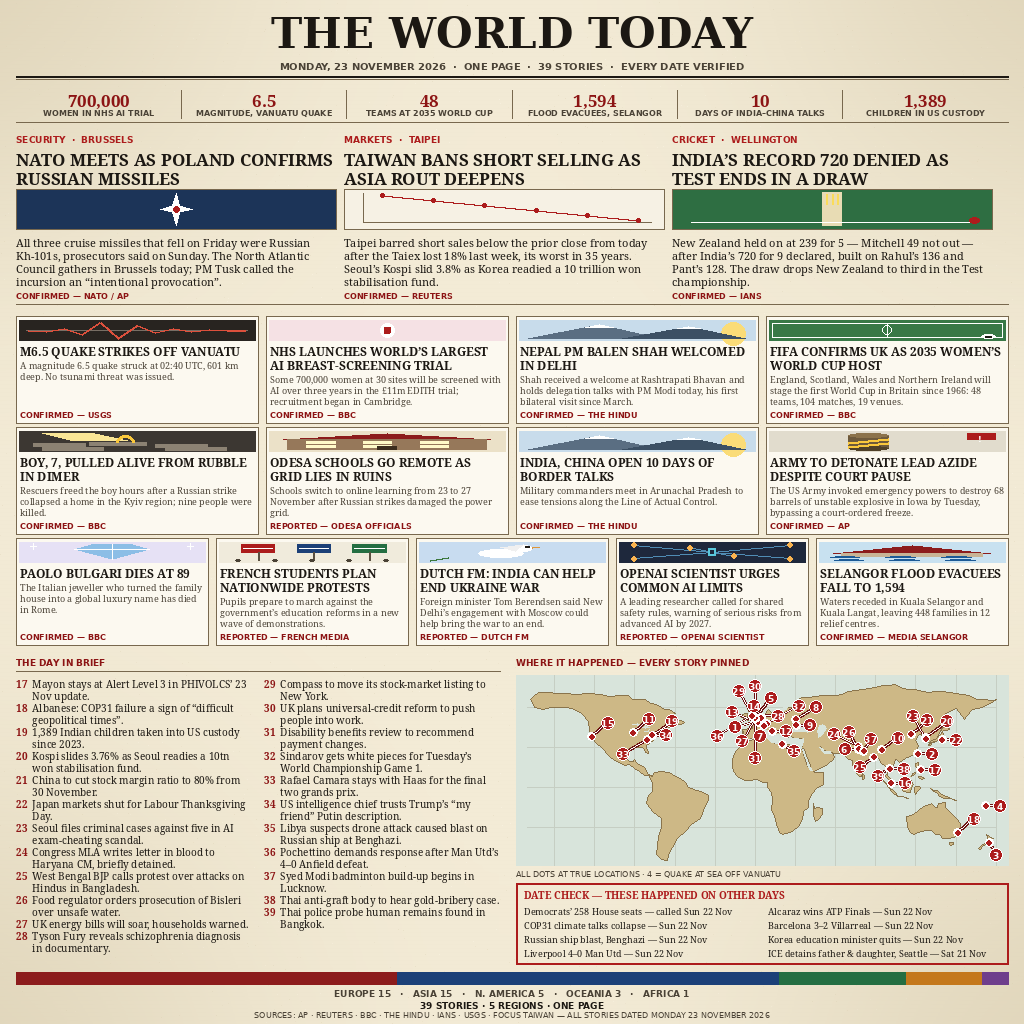 THE WORLD TODAY
MONDAY, 23 NOVEMBER 2026 · ONE PAGE · 39 STORIES · EVERY DATE VERIFIED
700,000
WOMEN IN NHS AI TRIAL
6.5
MAGNITUDE, VANUATU QUAKE
48
TEAMS AT 2035 WORLD CUP
1,594
FLOOD EVACUEES, SELANGOR
10
DAYS OF INDIA–CHINA TALKS
1,389
CHILDREN IN US CUSTODY
SECURITY · BRUSSELS
NATO MEETS AS POLAND CONFIRMS
RUSSIAN MISSILES
All three cruise missiles that fell on Friday were Russian
Kh-101s, prosecutors said on Sunday. The North Atlantic
Council gathers in Brussels today; PM Tusk called the
incursion an “intentional provocation”.
CONFIRMED — NATO / AP
MARKETS · TAIPEI
TAIWAN BANS SHORT SELLING AS
ASIA ROUT DEEPENS
Taipei barred short sales below the prior close from today
after the Taiex lost 18% last week, its worst in 35 years.
Seoul’s Kospi slid 3.8% as Korea readied a 10 trillion won
stabilisation fund.
CONFIRMED — REUTERS
CRICKET · WELLINGTON
INDIA’S RECORD 720 DENIED AS
TEST ENDS IN A DRAW
New Zealand held on at 239 for 5 — Mitchell 49 not out —
after India’s 720 for 9 declared, built on Rahul’s 136 and
Pant’s 128. The draw drops New Zealand to third in the Test
championship.
CONFIRMED — IANS
M6.5 QUAKE STRIKES OFF VANUATU
A magnitude 6.5 quake struck at 02:40 UTC, 601 km
deep. No tsunami threat was issued.
CONFIRMED — USGS
NHS LAUNCHES WORLD’S LARGEST
AI BREAST-SCREENING TRIAL
Some 700,000 women at 30 sites will be screened with
AI over three years in the £11m EDITH trial;
recruitment began in Cambridge.
CONFIRMED — BBC
NEPAL PM BALEN SHAH WELCOMED
IN DELHI
Shah received a welcome at Rashtrapati Bhavan and
holds delegation talks with PM Modi today, his first
bilateral visit since March.
CONFIRMED — THE HINDU
FIFA CONFIRMS UK AS 2035 WOMEN’S
WORLD CUP HOST
England, Scotland, Wales and Northern Ireland will
stage the first World Cup in Britain since 1966: 48
teams, 104 matches, 19 venues.
CONFIRMED — BBC
BOY, 7, PULLED ALIVE FROM RUBBLE
IN DIMER
Rescuers freed the boy hours after a Russian strike
collapsed a home in the Kyiv region; nine people were
killed.
CONFIRMED — BBC
ODESA SCHOOLS GO REMOTE AS
GRID LIES IN RUINS
Schools switch to online learning from 23 to 27
November after Russian strikes damaged the power
grid.
REPORTED — ODESA OFFICIALS
INDIA, CHINA OPEN 10 DAYS OF
BORDER TALKS
Military commanders meet in Arunachal Pradesh to
ease tensions along the Line of Actual Control.
CONFIRMED — THE HINDU
ARMY TO DETONATE LEAD AZIDE
DESPITE COURT PAUSE
The US Army invoked emergency powers to destroy 68
barrels of unstable explosive in Iowa by Tuesday,
bypassing a court-ordered freeze.
CONFIRMED — AP
PAOLO BULGARI DIES AT 89
The Italian jeweller who turned the family
house into a global luxury name has died
in Rome.
CONFIRMED — BBC
FRENCH STUDENTS PLAN
NATIONWIDE PROTESTS
Pupils prepare to march against the
government’s education reforms in a new
wave of demonstrations.
REPORTED — FRENCH MEDIA
DUTCH FM: INDIA CAN HELP
END UKRAINE WAR
Foreign minister Tom Berendsen said New
Delhi’s engagement with Moscow could
help bring the war to an end.
REPORTED — DUTCH FM
OPENAI SCIENTIST URGES
COMMON AI LIMITS
A leading researcher called for shared
safety rules, warning of serious risks from
advanced AI by 2027.
REPORTED — OPENAI SCIENTIST
SELANGOR FLOOD EVACUEES
FALL TO 1,594
Waters receded in Kuala Selangor and
Kuala Langat, leaving 448 families in 12
relief centres.
CONFIRMED — MEDIA SELANGOR
THE DAY IN BRIEF
17 Mayon stays at Alert Level 3 in PHIVOLCS’ 23
Nov update.
18 Albanese: COP31 failure a sign of “difficult
geopolitical times”.
19 1,389 Indian children taken into US custody
since 2023.
20 Kospi slides 3.76% as Seoul readies a 10th
won stabilisation fund.
21 China to cut stock margin ratio to 80% from
30 November.
22 Japan markets shut for Labour Thanksgiving
Day.
23 Seoul files criminal cases against five in AI
exam-cheating scandal.
24 Congress MLA writes letter in blood to
Haryana CM, briefly detained.
25 West Bengal BJP calls protest over attacks on
Hindus in Bangladesh.
26 Food regulator orders prosecution of Bisleri
over unsafe water.
27 UK energy bills will soar, households warned.
28 Tyson Fury reveals schizophrenia diagnosis
in documentary.
29 Compass to move its stock-market listing to
New York.
30 UK plans universal-credit reform to push
people into work.
31 Disability benefits review to recommend
payment changes.
32 Sindarov gets white pieces for Tuesday’s
World Championship Game 1.
33 Rafael Camara stays with Haas for the final
two grands prix.
34 US intelligence chief trusts Trump’s “my
friend” Putin description.
35 Libya suspects drone attack caused blast on
Russian ship at Benghazi.
36 Pochettino demands response after Man Utd’s
4–0 Anfield defeat.
37 Syed Modi badminton build-up begins in
Lucknow.
38 Thai anti-graft body to hear gold-bribery case.
39 Thai police probe human remains found in
Bangkok.
WHERE IT HAPPENED — EVERY STORY PINNED
ALL DOTS AT TRUE LOCATIONS · 4 = QUAKE AT SEA OFF VANUATU
DATE CHECK — THESE HAPPENED ON OTHER DAYS
Democrats’ 258 House seats — called Sun 22 Nov
COP31 climate talks collapse — Sun 22 Nov
Russian ship blast, Benghazi — Sun 22 Nov
Liverpool 4–0 Man Utd — Sun 22 Nov
Alcaraz wins ATP Finals — Sun 22 Nov
Barcelona 3–2 Villarreal — Sun 22 Nov
Korea education minister quits — Sun 22 Nov
ICE detains father & daughter, Seattle — Sat 21 Nov
EUROPE 15 · ASIA 15 · N. AMERICA 5 · OCEANIA 3 · AFRICA 1
39 STORIES · 5 REGIONS · ONE PAGE
SOURCES: AP · REUTERS · BBC · THE HINDU · IANS · USGS · FOCUS TAIWAN — ALL STORIES DATED MONDAY 23 NOVEMBER 2026